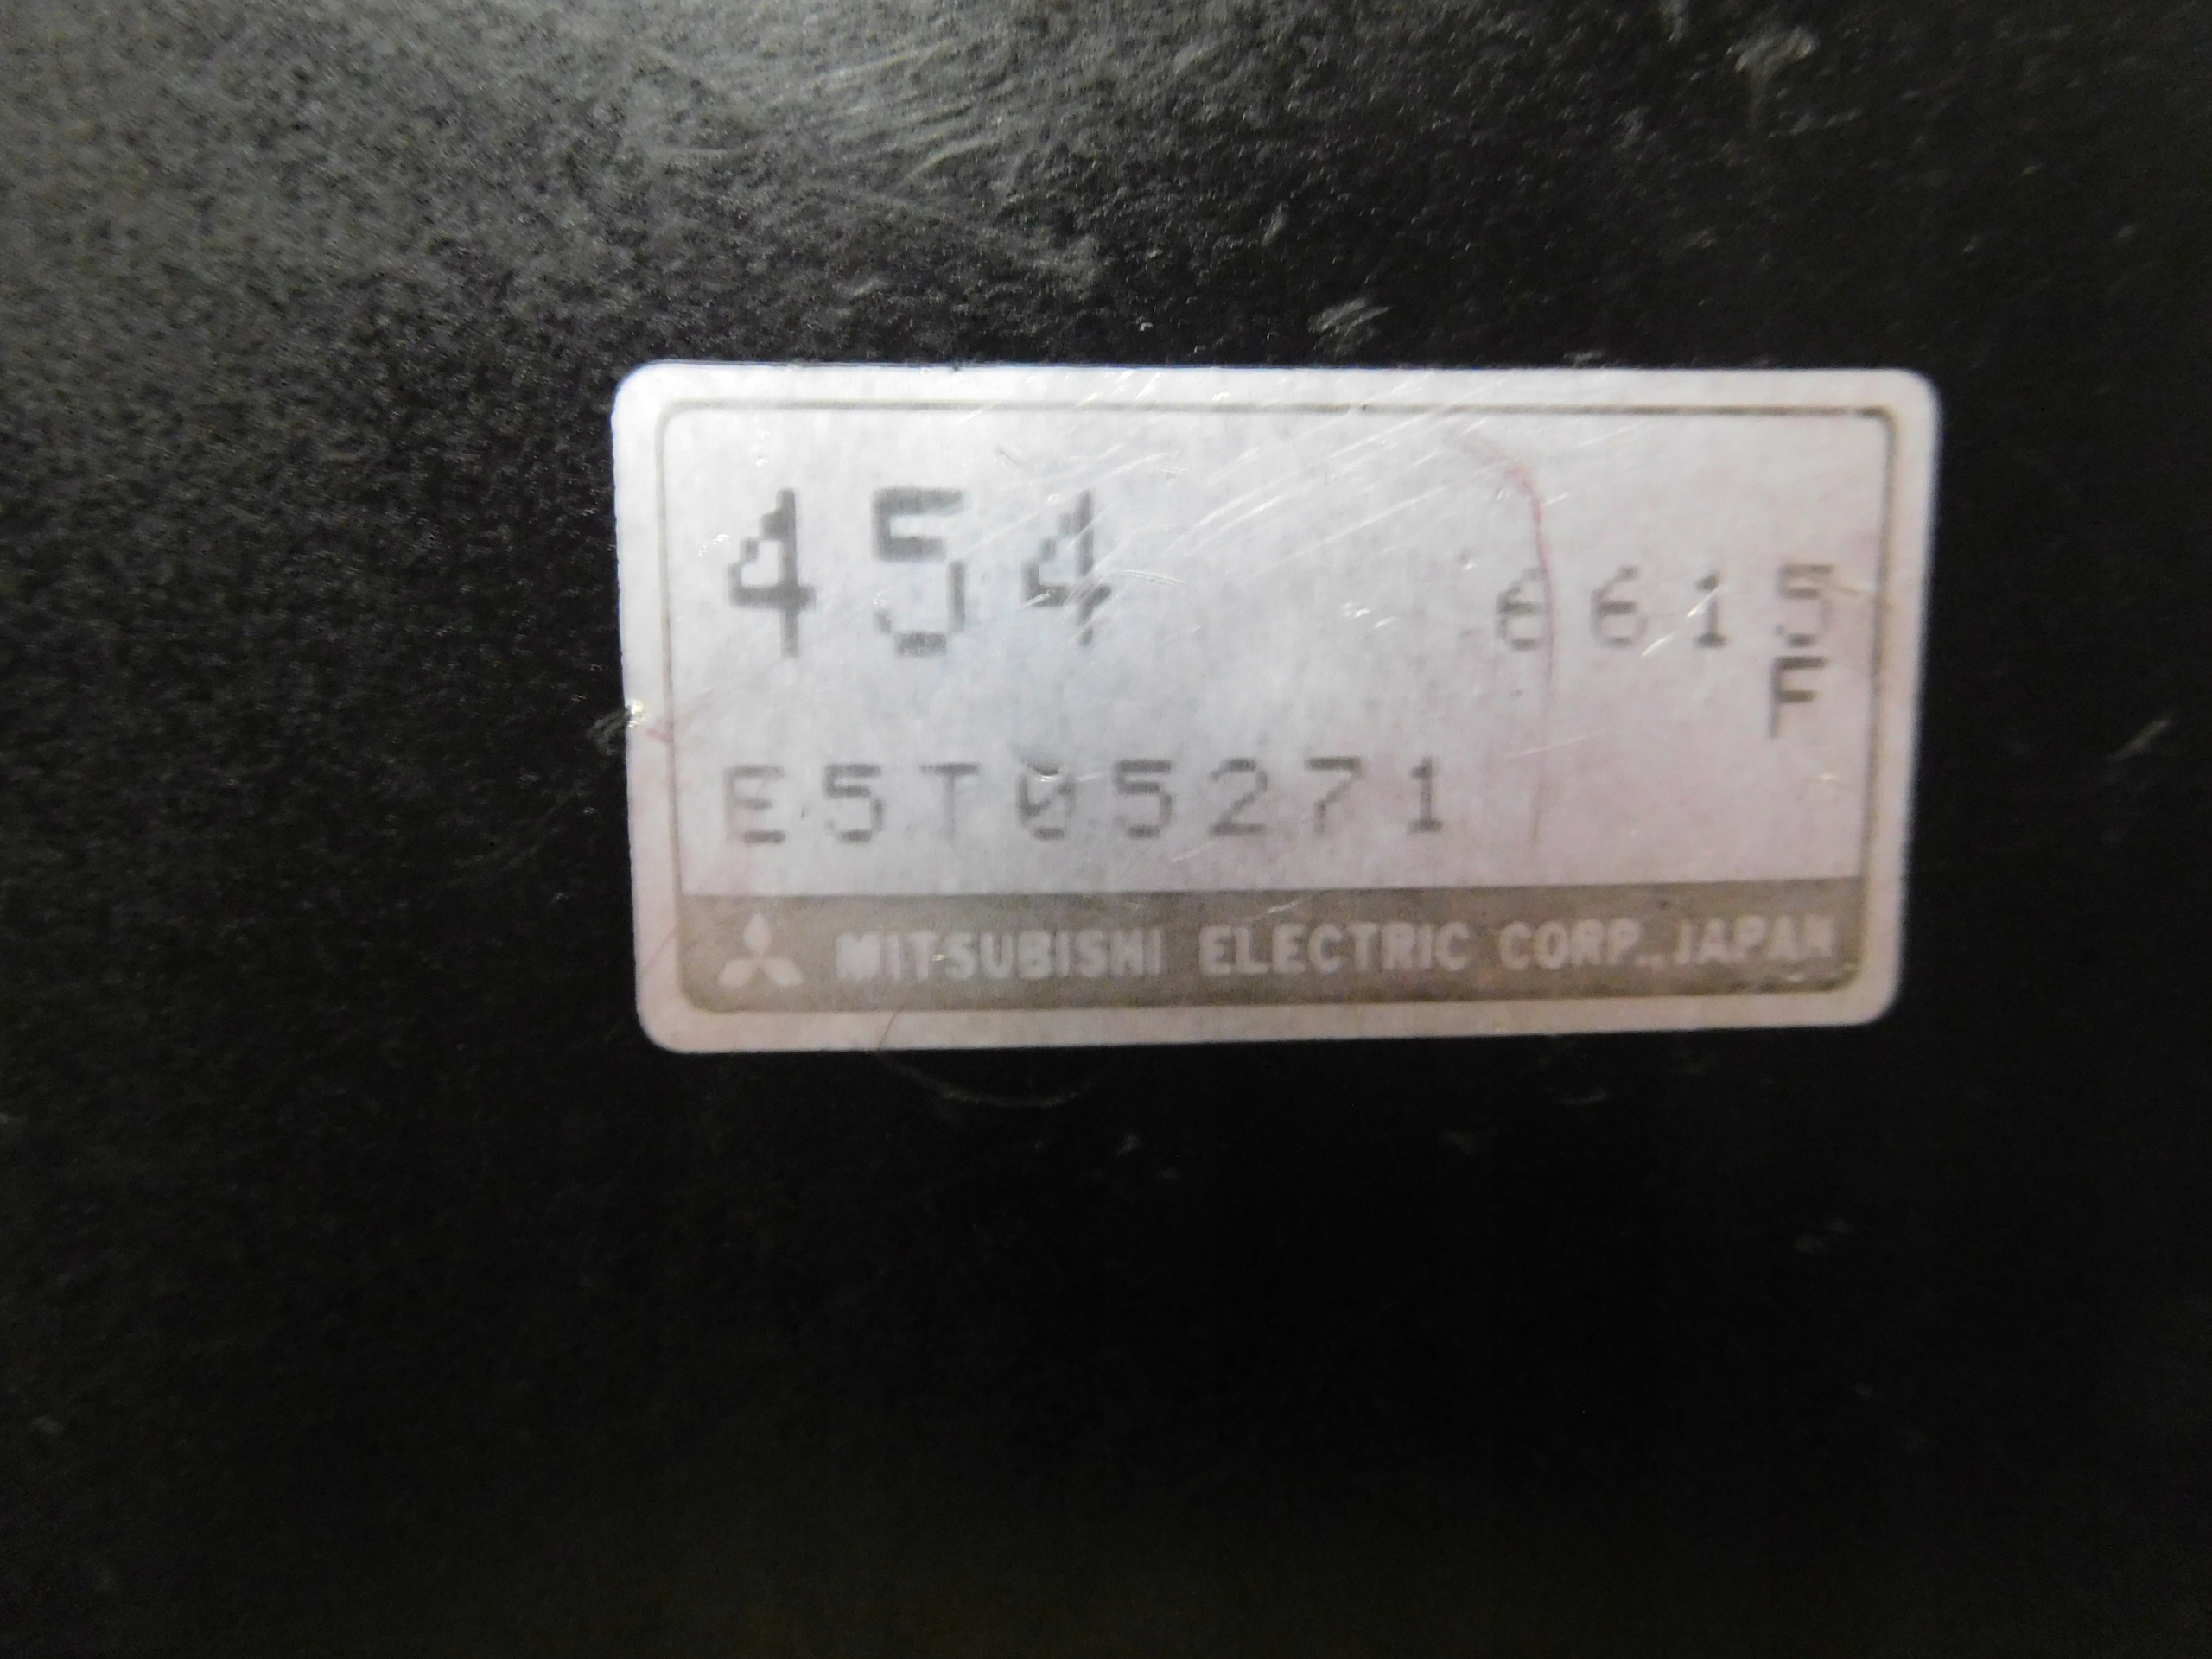 454 6615
F
E5T05271
MITSUBISHI ELECTRIC CORP., JAPAN